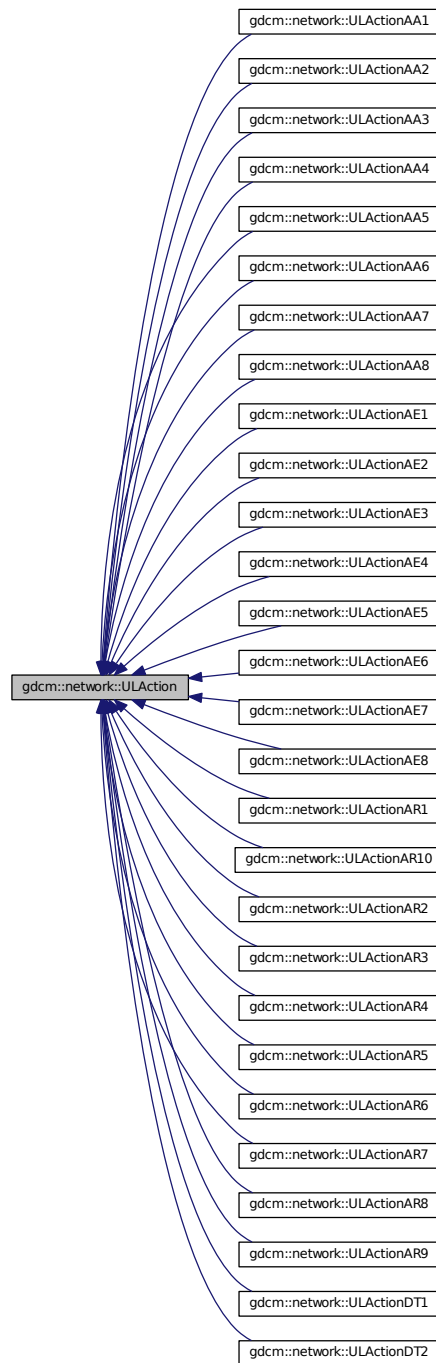 gdcm::network::ULActionAA1
gdcm::network::ULActionAA2
gdcm::network::ULActionAA3
gdcm::network::ULActionAA4
gdcm::network::ULActionAA5
gdcm::network::ULActionAA6
gdcm::network::ULActionAA7
gdcm::network::ULActionAA8
gdcm::network::ULActionAE1
gdcm::network::ULActionAE2
gdcm::network::ULActionAE3
gdcm::network::ULActionAE4
gdcm::network::ULActionAE5
gdcm::network::ULActionAE6
gdcm::network::ULAction
gdcm::network::ULActionAE7
gdcm::network::ULActionAE8
gdcm::network::ULActionAR1
gdcm::network::ULActionAR10
gdcm::network::ULActionAR2
gdcm::network::ULActionAR3
gdcm::network::ULActionAR4
gdcm::network::ULActionAR5
gdcm::network::ULActionAR6
gdcm::network::ULActionAR7
gdcm::network::ULActionAR8
gdcm::network::ULActionAR9
gdcm::network::ULActionDT1
gdcm::network::ULActionDT2